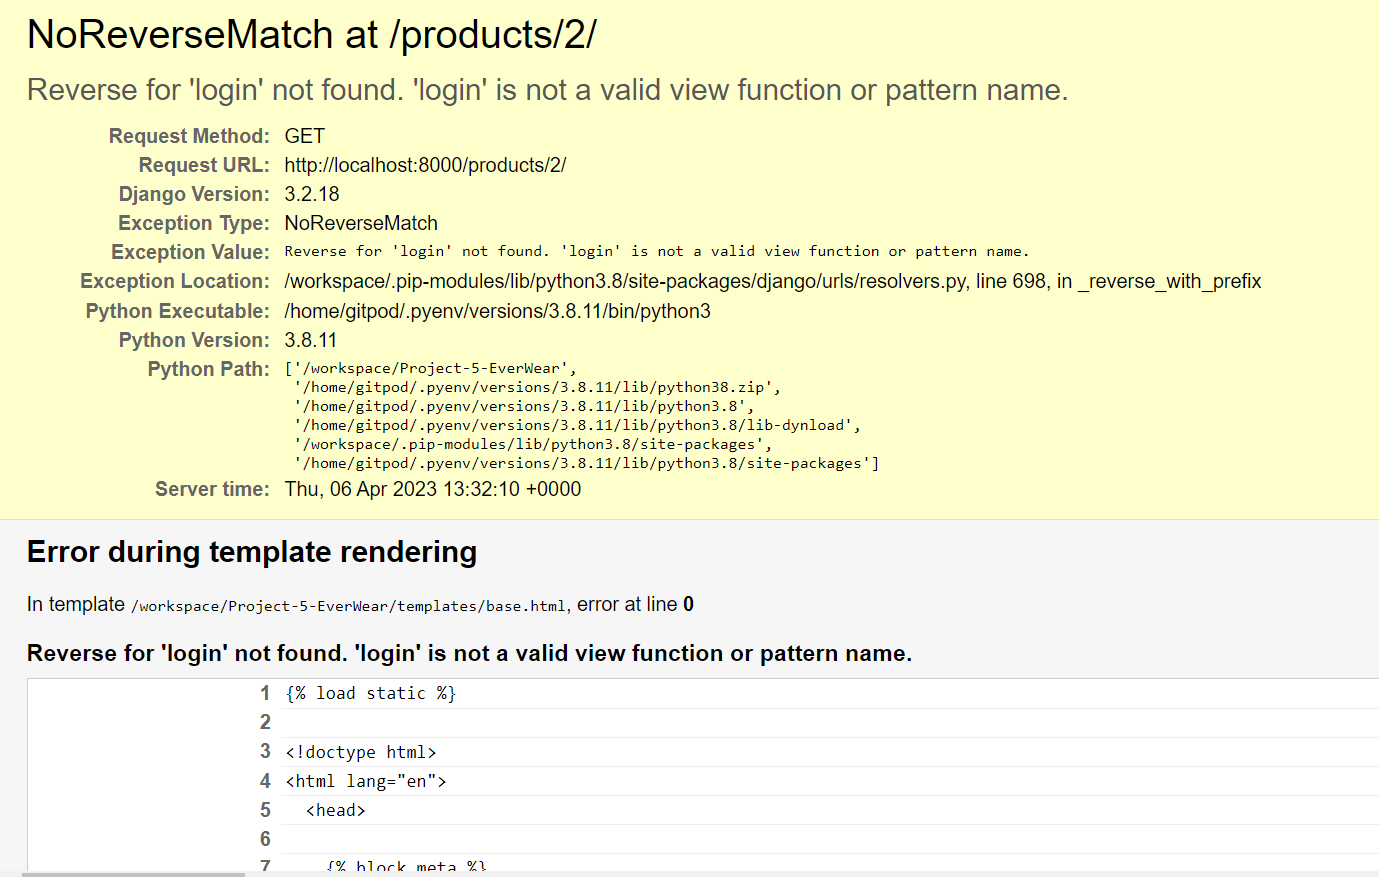 NoReverseMatch at /products/2/
Reverse for 'login' not found. 'login' is not a valid view function or pattern name.
Request Method: GET
Request URL: http://localhost:8000/products/2/
Django Version: 3.2.18
Exception Type: NoReverseMatch
Exception Value: Reverse for 'login' not found. 'login' is not a valid view function or pattern name.
Exception Location: /workspace/.pip-modules/lib/python3.8/site-packages/django/urls/resolvers.py, line 698, in _reverse_with_prefix
Python Executable: /home/gitpod/.pyenv/versions/3.8.11/bin/python3
Python Version: 3.8.11
Python Path: ['/workspace/Project-5-EverWear',
'/home/gitpod/.pyenv/versions/3.8.11/lib/python38.zip',
'/home/gitpod/.pyenv/versions/3.8.11/lib/python3.8',
'/home/gitpod/.pyenv/versions/3.8.11/lib/python3.8/lib-dynload',
'/workspace/.pip-modules/lib/python3.8/site-packages',
'/home/gitpod/.pyenv/versions/3.8.11/lib/python3.8/site-packages']
Server time: Thu, 06 Apr 2023 13:32:10 +0000
Error during template rendering
In template /workspace/Project-5-EverWear/templates/base.html, error at line 0
Reverse for 'login' not found. 'login' is not a valid view function or pattern name.
1 {% load static %}
2
3 <!doctype html>
4 <html lang="en">
5 <head>
6
7 {% block meta %}